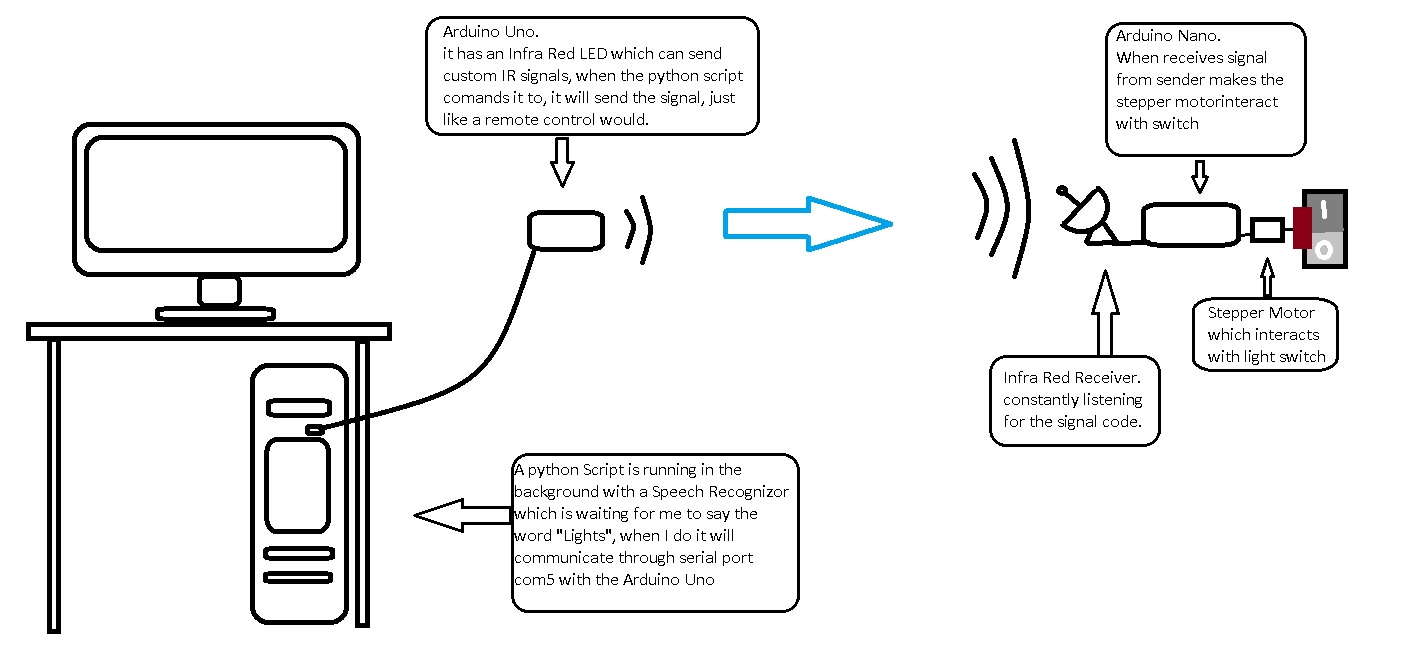 Arduino Uno.
it has an Infra Red LED which can send
custom IR signals, when the python script
comands it to, it will send the signal, just
like a remote control would.
Arduino Nano.
When receives signal
from sender makes the
stepper motorinteract
with switch
I
O
Stepper Motor
which interacts
with light switch
Infra Red Receiver.
constantly listening
for the signal code.
A python Script is running in the
background with a Speech Recognizor
which is waiting for me to say the
word "Lights", when I do it will
communicate through serial port
com5 with the Arduino Uno